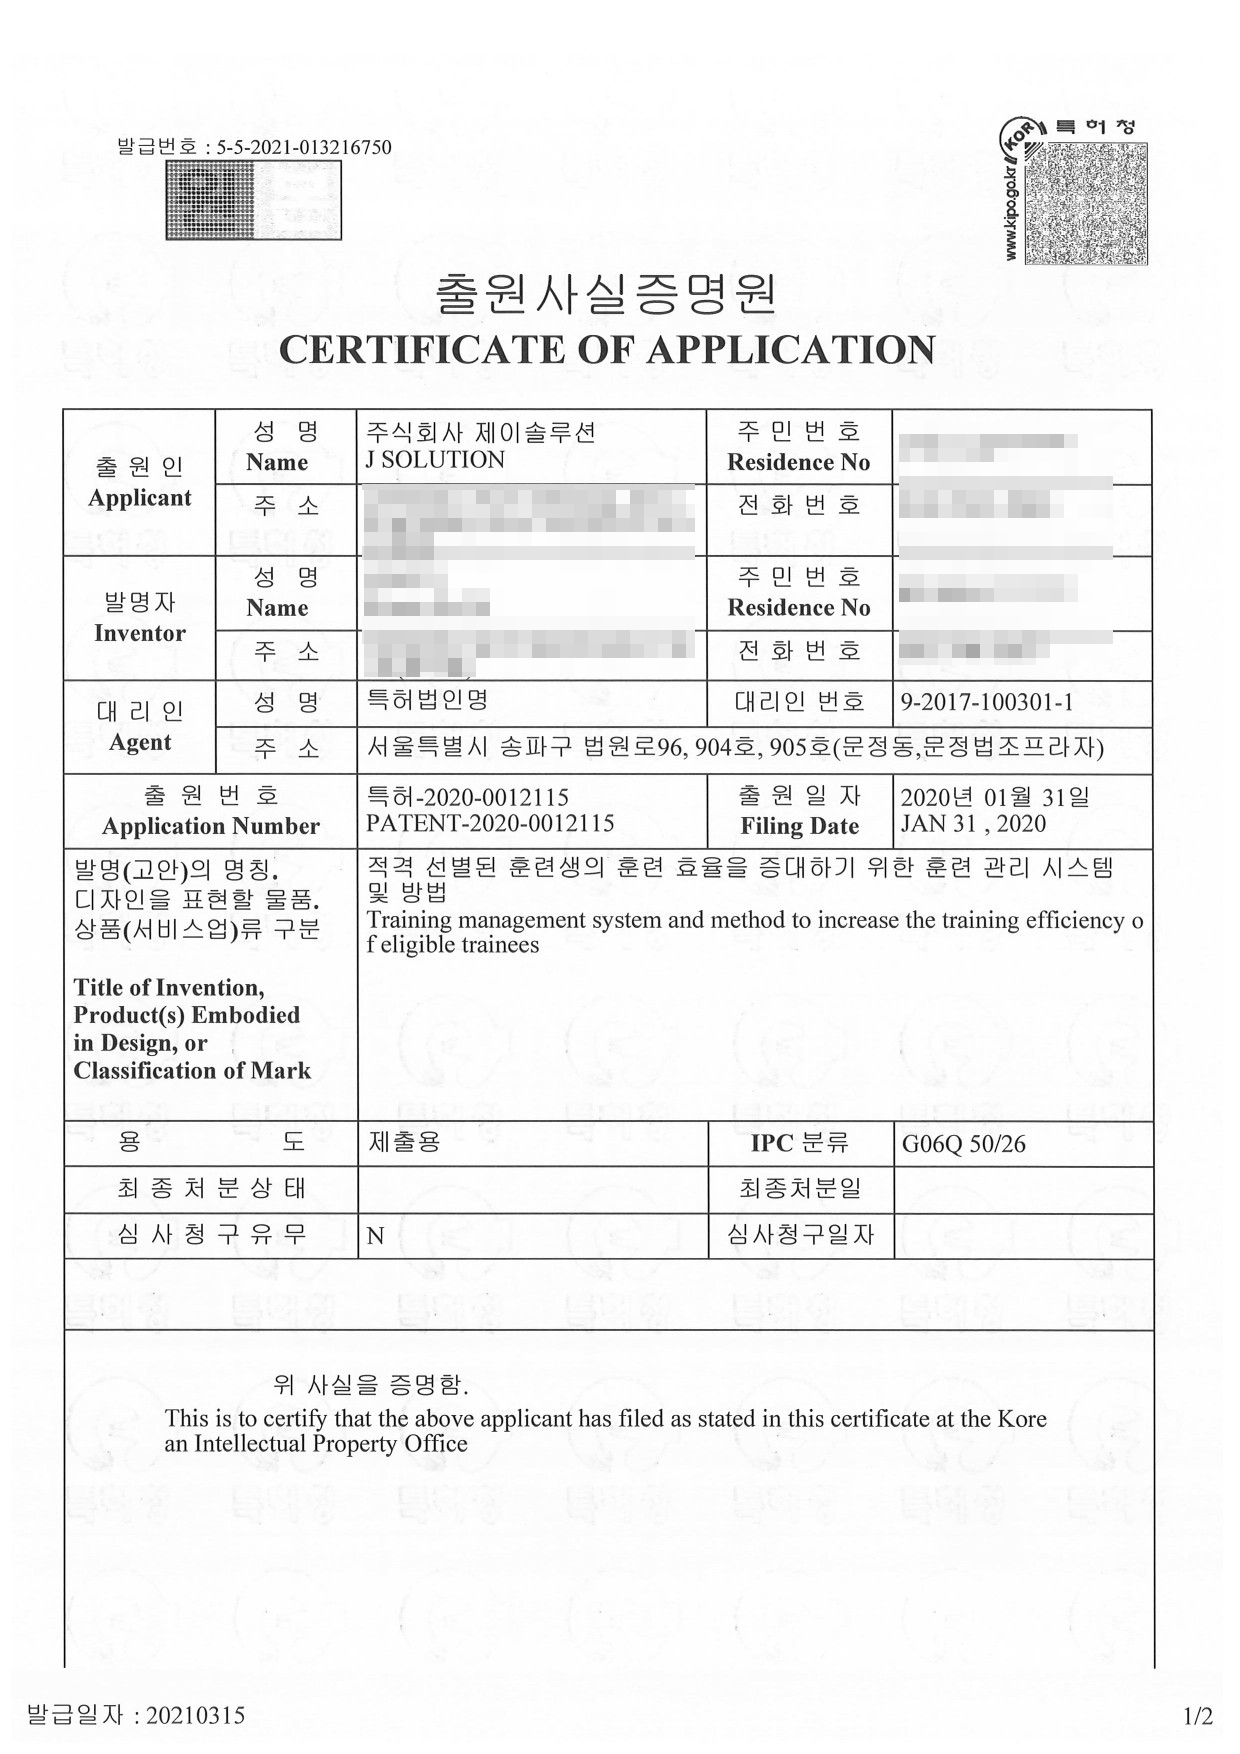 발급번호 : 5-5-2021-013216750
원
KOR
특허청
www.kipo.go.kr
출원사실증명원
CERTIFICATE OF APPLICATION
출 원 인
Applicant
성 명
Name
주식회사 제이솔루션
J SOLUTION
주 민 번 호
Residence No
주 소
전 화 번 호
발명자
Inventor
성 명
Name
주 민 번 호
Residence No
주 소
전 화 번 호
대 리 인
Agent
성 명
특허법인명
대리인 번호
9-2017-100301-1
주 소
서울특별시 송파구 법원로96, 904호, 905호(문정동,문정법조프라자)
출 원 번 호
Application Number
특허-2020-0012115
PATENT-2020-0012115
출 원 일 자
Filing Date
2020년 01월 31일
JAN 31 , 2020
발명(고안)의 명칭.
디자인을 표현할 물품.
상품(서비스업)류 구분
Title of Invention,
Product(s) Embodied
in Design, or
Classification of Mark
적격 선별된 훈련생의 훈련 효율을 증대하기 위한 훈련 관리 시스템
및 방법
Training management system and method to increase the training efficiency o
f eligible trainees
용 도
제출용
IPC 분류
G06Q 50/26
최 종 처 분 상 태
최종처분일
심 사 청 구 유 무
N
심사청구일자
위 사실을 증명함.
This is to certify that the above applicant has filed as stated in this certificate at the Kore
an Intellectual Property Office
발급일자 : 20210315
1/2